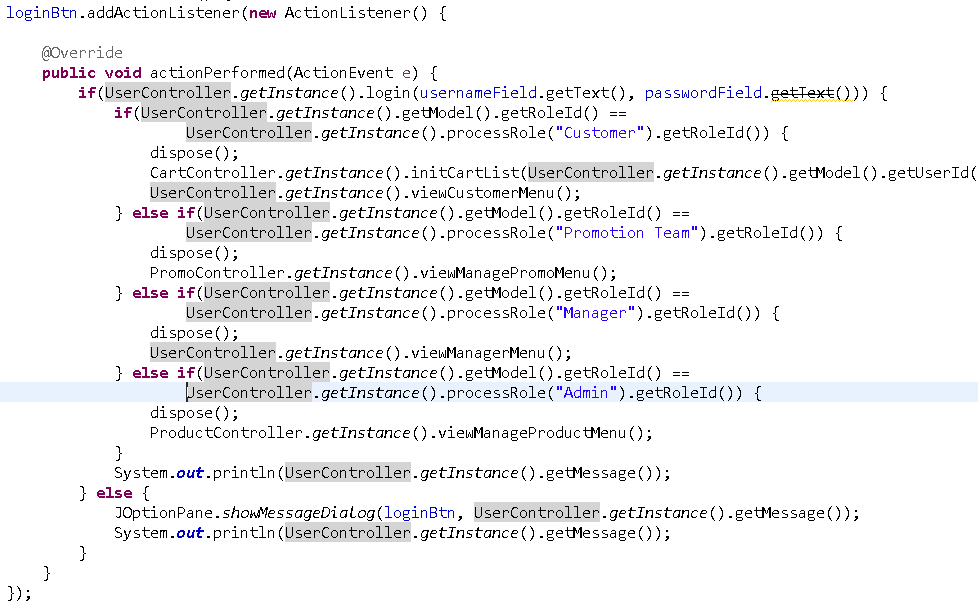 loginBtn.addActionListener(new ActionListener() {
@Override
public void actionPerformed(ActionEvent e) {
if(UserController.getInstance().login(usernameField.getText(), passwordField.getText())) {
if(UserController.getInstance().getModel().getRoleId() ==
UserController.getInstance().processRole("Customer").getRoleId()) {
dispose();
CartController.getInstance().initCartList(UserController.getInstance().getModel().getUserId(
UserController.getInstance().viewCustomerMenu();
} else if(UserController.getInstance().getModel().getRoleId() ==
UserController.getInstance().processRole("Promotion Team").getRoleId()) {
dispose();
PromoController.getInstance().viewManagePromoMenu();
} else if(UserController.getInstance().getModel().getRoleId() ==
UserController.getInstance().processRole("Manager").getRoleId()) {
dispose();
UserController.getInstance().viewManagerMenu();
} else if(UserController.getInstance().getModel().getRoleId() ==
UserController.getInstance().processRole("Admin").getRoleId()) {
dispose();
ProductController.getInstance().viewManageProductMenu();
}
System.out.println(UserController.getInstance().getMessage());
} else {
JOptionPane.showMessageDialog(loginBtn, UserController.getInstance().getMessage());
System.out.println(UserController.getInstance().getMessage());
}
}
});